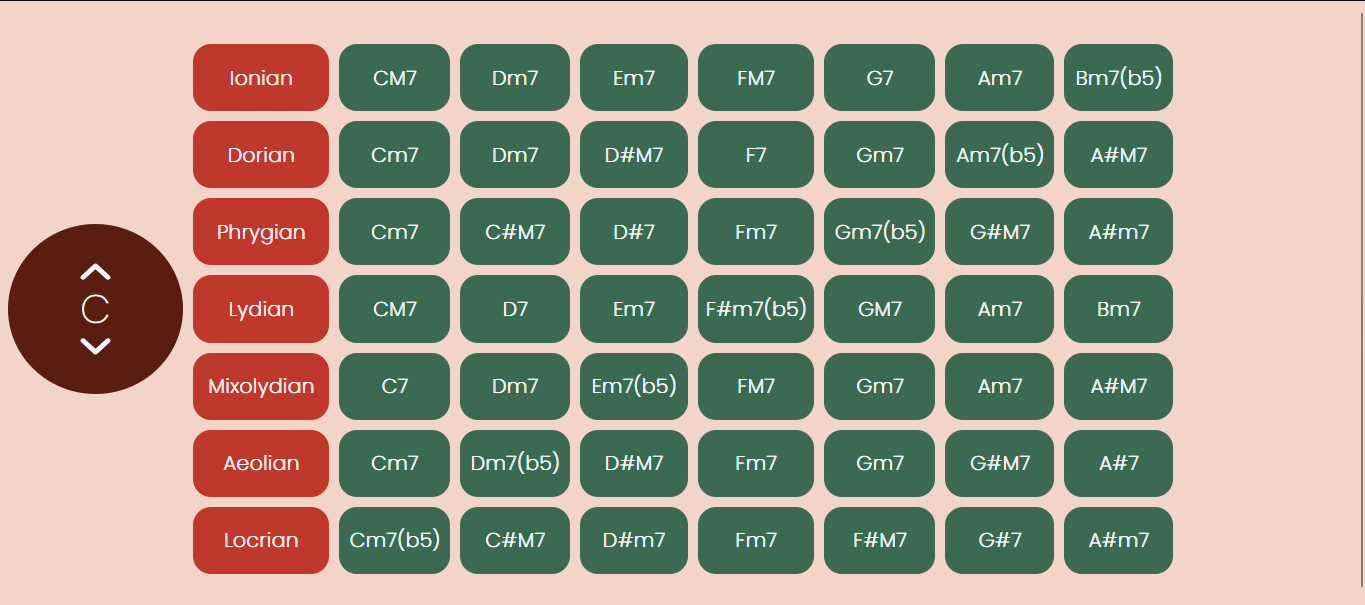 Ionian CM7 Dm7 Em7 FM7 G7 Am7 Bm7(b5)
Dorian Cm7 Dm7 D#M7 F7 Gm7 Am7(b5) A#M7
Phrygian Cm7 C#M7 D#7 Fm7 Gm7(b5) G#M7 A#m7
C
Lydian CM7 D7 Em7 F#m7(b5) GM7 Am7 Bm7
Mixolydian C7 Dm7 Em7(b5) FM7 Gm7 Am7 A#M7
Aeolian Cm7 Dm7(b5) D#M7 Fm7 Gm7 G#M7 A#7
Locrian Cm7(b5) C#M7 D#m7 Fm7 F#M7 G#7 A#m7